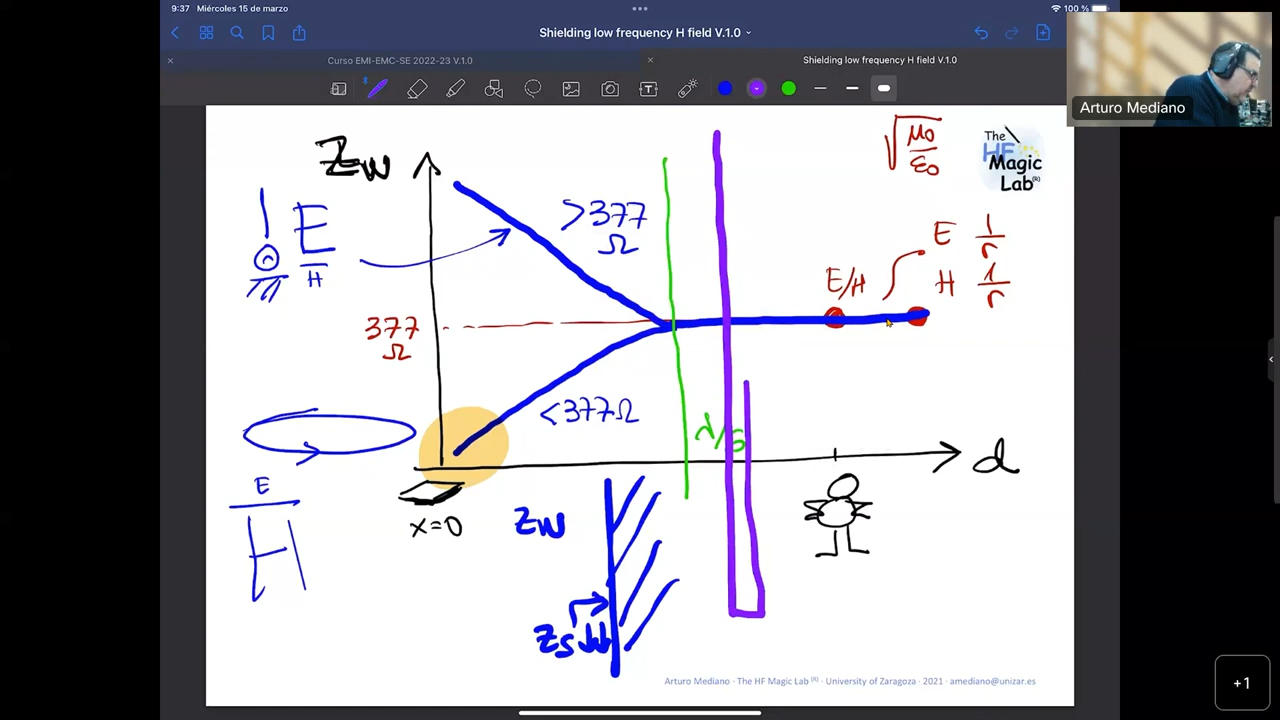 9:37 Miércoles 15 de marzo
100 %
Shielding low frequency H field V.1.0
Curso EMI-EMC-SE 2022-23 V.1.0
Shielding low frequency H field V.1.0
Arturo Mediano
Zw
√μ0/ε0
The
HF
Magic
Lab(R)
E/H
>377
Ω
E 1/r
E/H
H 1/r
377
Ω
<377Ω
λ/6
d
E/H
x=0
Zw
Zs
Arturo Mediano · The HF Magic Lab (R) · University of Zaragoza · 2021 · amediano@unizar.es
+1